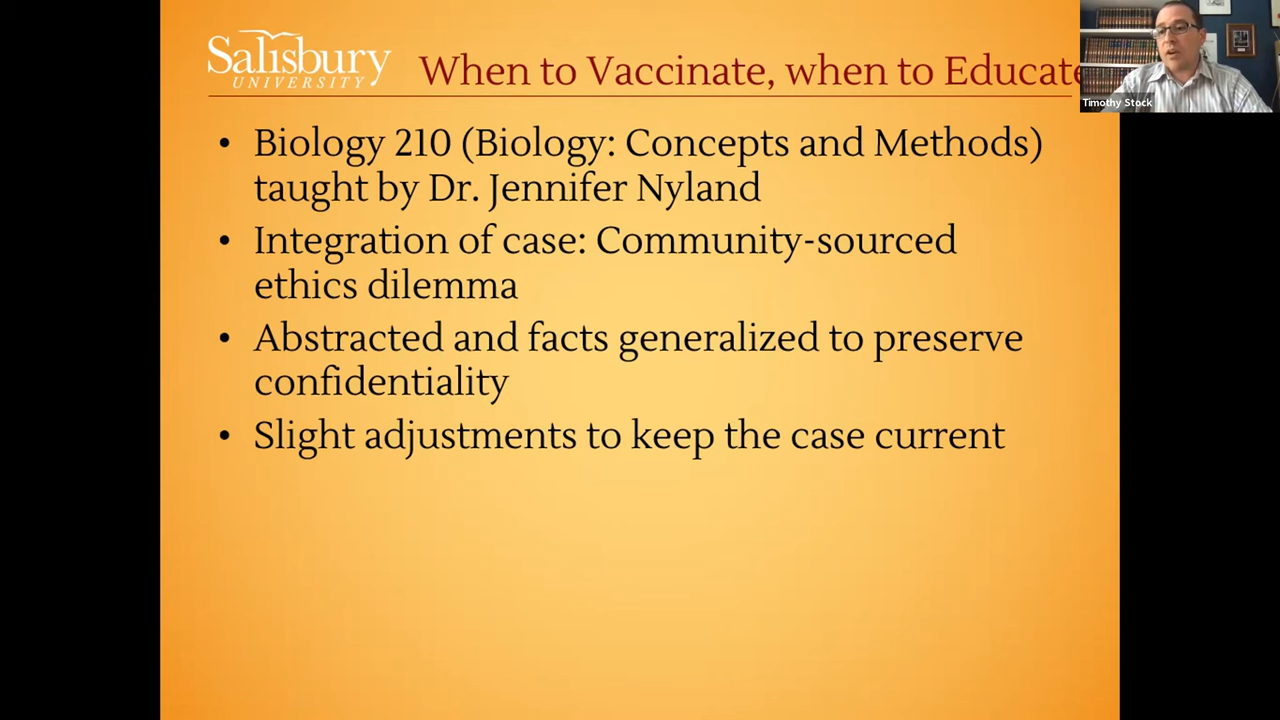 Salisbury
UNIVERSITY
When to Vaccinate, when to Educate
Timothy Stock
• Biology 210 (Biology: Concepts and Methods)
taught by Dr. Jennifer Nyland
• Integration of case: Community-sourced
ethics dilemma
• Abstracted and facts generalized to preserve
confidentiality
• Slight adjustments to keep the case current